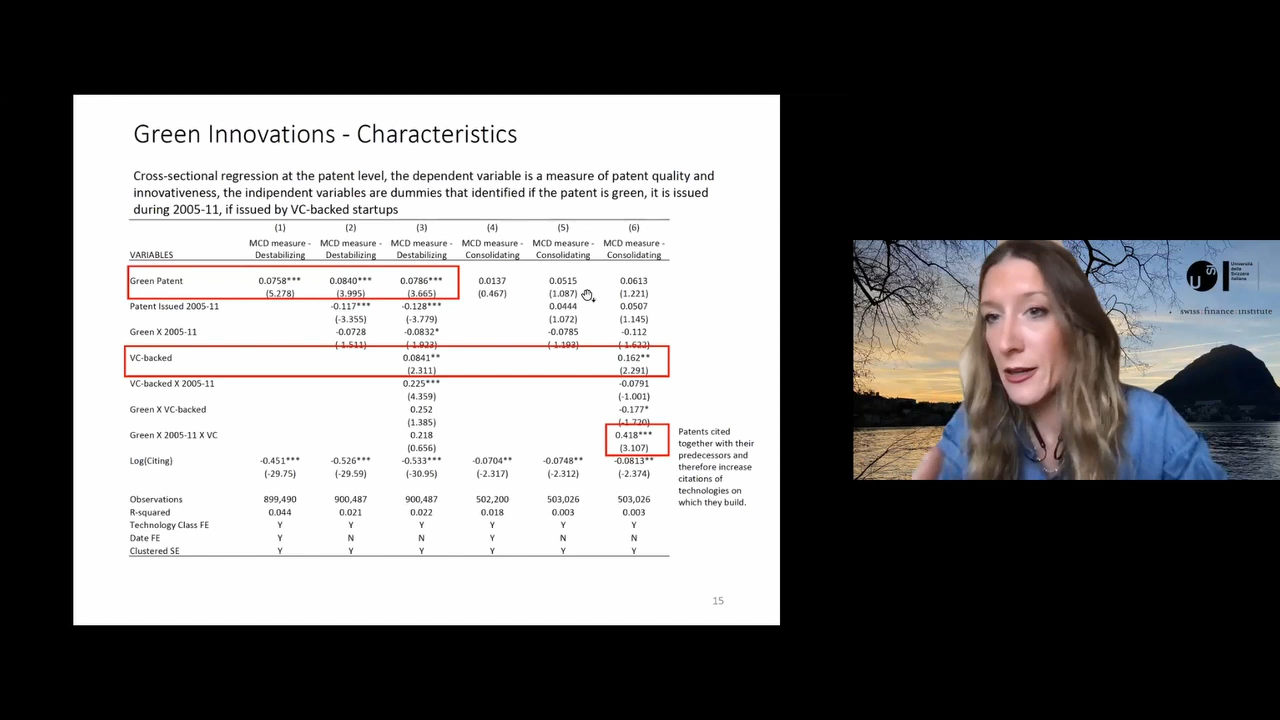 Green Innovations - Characteristics
Cross-sectional regression at the patent level, the dependent variable is a measure of patent quality and
innovativeness, the indipendent variables are dummies that identified if the patent is green, it is issued
during 2005-11, if issued by VC-backed startups
(1) (2) (3) (4) (5) (6)
MCD measure - MCD measure - MCD measure - MCD measure - MCD measure - MCD measure -
VARIABLES Destabilizing Destabilizing Destabilizing Consolidating Consolidating Consolidating
Green Patent 0.0758*** 0.0840*** 0.0786*** 0.0137 0.0515 0.0613
(5.278) (3.995) (3.665) (0.467) (1.087) (1.221)
Patent Issued 2005-11 -0.117*** -0.128*** 0.0444 0.0507
(-3.355) (-3.779) (1.072) (1.145)
Green X 2005-11 -0.0728 -0.0832* -0.0785 -0.112
(-1.511) (-1.923) (-1.193) (-1.622)
VC-backed 0.0841** 0.162**
(2.311) (2.291)
VC-backed X 2005-11 0.225*** -0.0791
(4.359) (-1.001)
Green X VC-backed 0.252 -0.177*
(1.385) (-1.720)
Green X 2005-11 X VC 0.218 0.418***
(0.656) (3.107)
Log(Citing) -0.451*** -0.526*** -0.533*** -0.0704** -0.0748** -0.0813**
(-29.75) (-29.59) (-30.95) (-2.317) (-2.312) (-2.374)
Observations 899,490 900,487 900,487 502,200 503,026 503,026
R-squared 0.044 0.021 0.022 0.018 0.003 0.003
Technology Class FE Y Y Y Y Y Y
Date FE Y N N Y N N
Clustered SE Y Y Y Y Y Y
Patents cited
together with their
predecessors and
therefore increase
citations of
technologies on
which they build.
15
Università
della
Svizzera
italiana
swiss:finance:institute